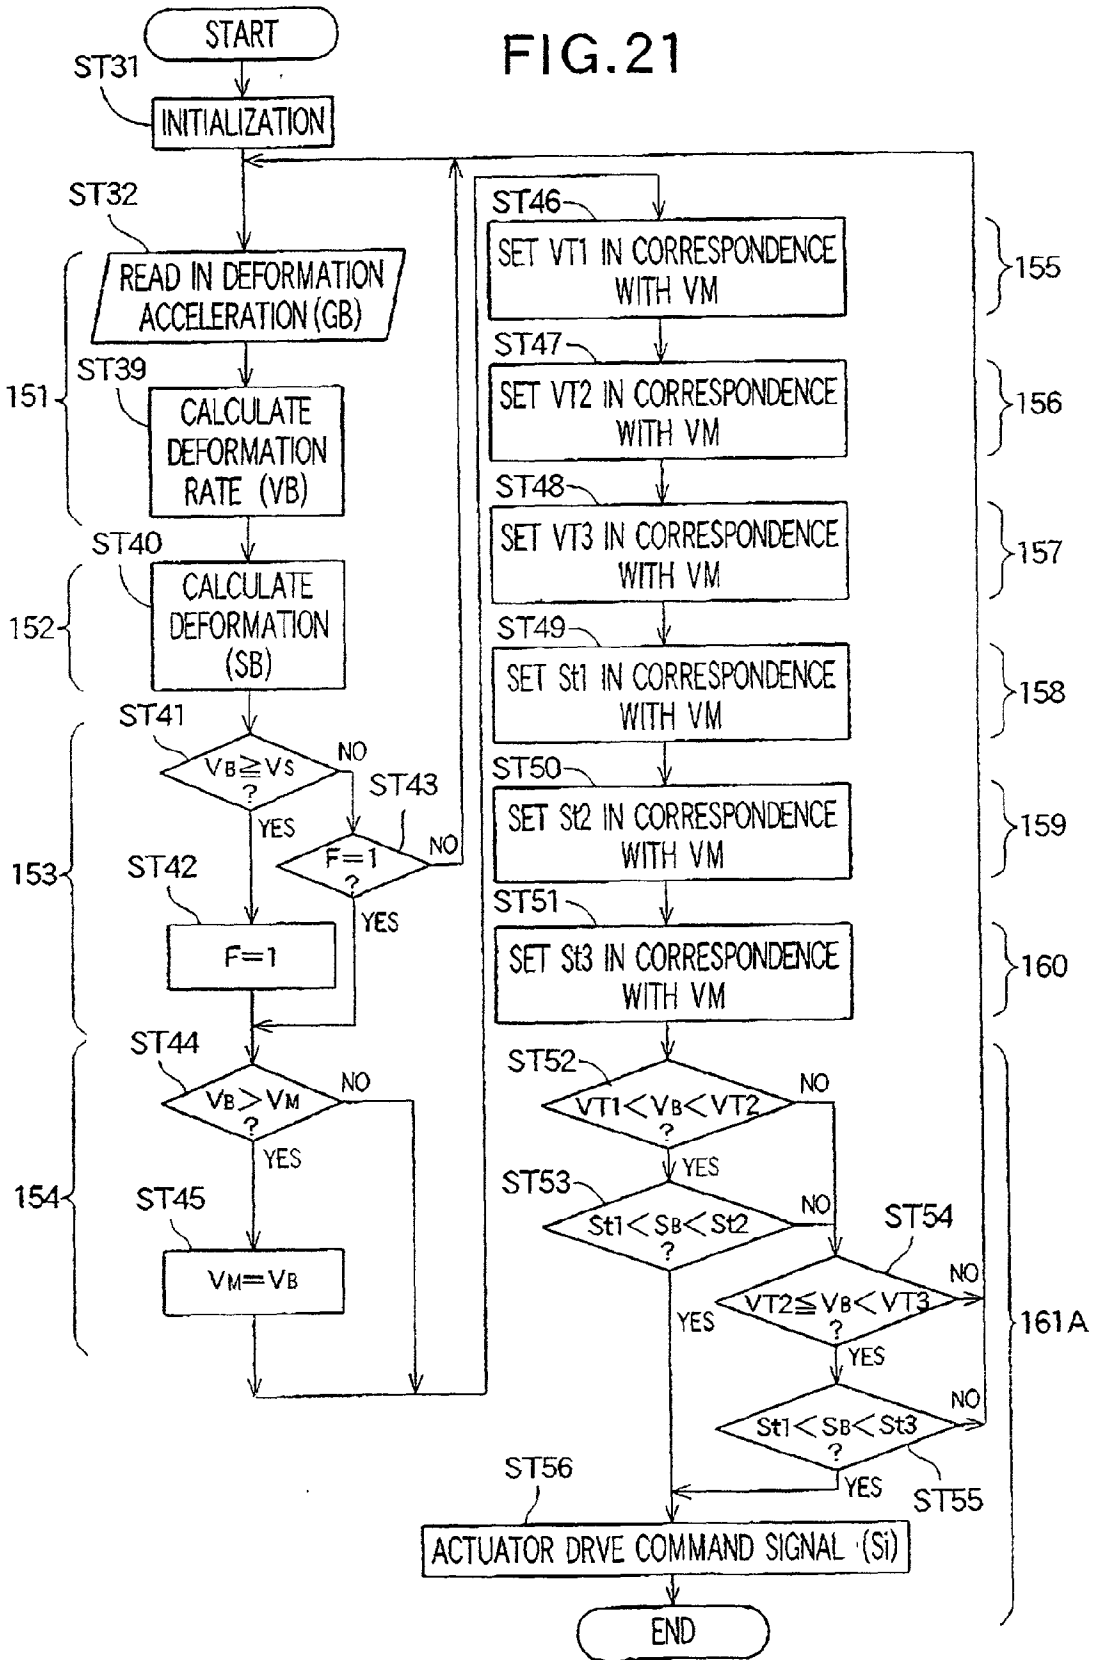 FIG.21
START
ST31
INITIALIZATION
ST32
READ IN DEFORMATION
ACCELERATION (GB)
151
ST39
CALCULATE
DEFORMATION
RATE (VB)
ST40
152
CALCULATE
DEFORMATION
(SB)
ST41
VB≧VS
?
NO
YES
ST43
F=1
?
NO
YES
153
ST42
F=1
ST44
VB>VM
?
NO
YES
154
ST45
VM=VB
ST46
SET VT1 IN CORRESPONDENCE
WITH VM
155
ST47
SET VT2 IN CORRESPONDENCE
WITH VM
156
ST48
SET VT3 IN CORRESPONDENCE
WITH VM
157
ST49
SET St1 IN CORRESPONDENCE
WITH VM
158
ST50
SET St2 IN CORRESPONDENCE
WITH VM
159
ST51
SET St3 IN CORRESPONDENCE
WITH VM
160
ST52
VT1<VB<VT2
?
NO
YES
ST53
St1<SB<St2
?
NO
YES
ST54
VT2≦VB<VT3
?
NO
YES
161A
St1<SB<St3
?
NO
YES
ST55
ST56
ACTUATOR DRVE COMMAND SIGNAL (Si)
END